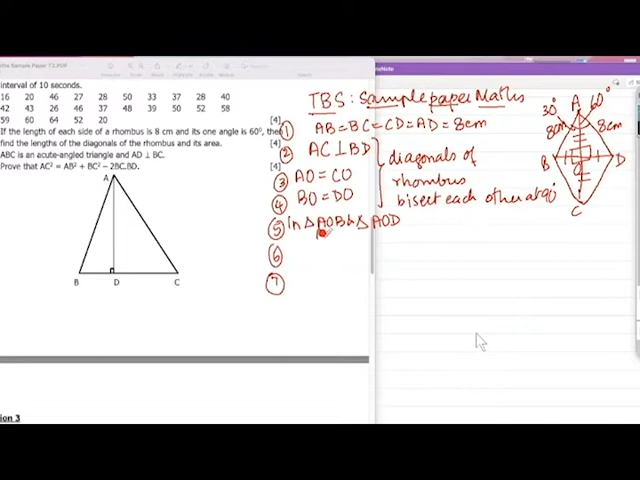 interval of 10 seconds.
16 20 46 27 28 50 33 37 28 40
42 43 26 46 37 48 39 50 52 58
59 60 64 52 20 [4]
If the length of each side of a rhombus is 8 cm and its one angle is 60⁰, then
find the lengths of the diagonals of the rhombus and its area. [4]
ABC is an acute-angled triangle and AD ⊥ BC.
Prove that AC² = AB² + BC² – 2BC.BD. [4]
A
B D C
ion 3
TBS: Sample paper Maths
① AB=BC=CD=AD=8cm
② AC⊥BD
③ AO=CO
④ BO=DO
diagonals of
rhombus
bisect each other at 90°
⑤ In △AOB & △AOD
⑥
⑦
30° A 60°
8cm 8cm
B O D
C